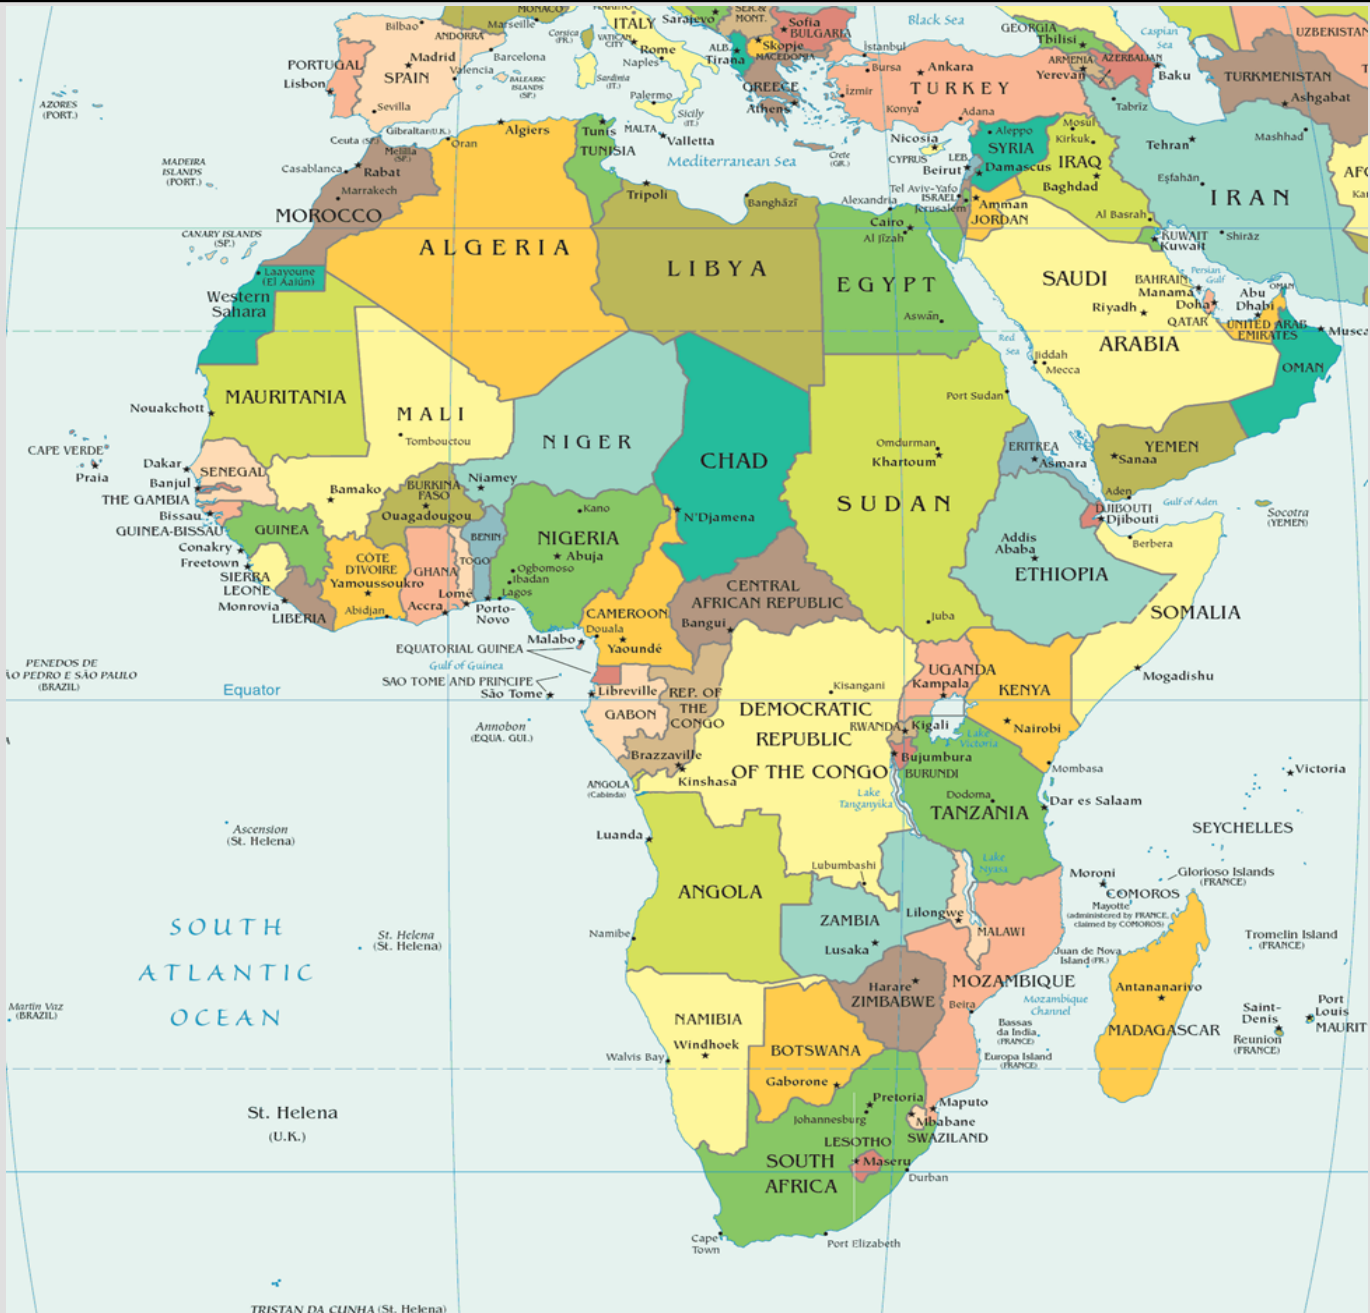 MONACO
Marseille
Bilbao
ANDORRA
Corsica
(FR.)
VATICAN
CITY
ITALY
Sarajevo
SER. &
MONT.
Sofia
BULGARIA
Black Sea
GEORGIA
Tbilisi
Caspian
Sea
UZBEKISTAN
PORTUGAL
Lisbon
Madrid
SPAIN
Barcelona
Valencia
BALEARIC
ISLANDS
(SP.)
Sevilla
Rome
Naples
Sardinia
(IT.)
Palermo
Sicily
(IT.)
ALB.
Tirana
Skopje
MACEDONIA
GREECE
Athens
İstanbul
Bursa
Ankara
TURKEY
İzmir
Konya
Adana
ARMENIA
Yerevan
AZERBAIJAN
Baku
TURKMENISTAN
Ashgabat
Tabrīz
Mashhad
AZORES
(PORT.)
Gibraltar(U.K.)
Ceuta (SP.)
Melilla
(SP.)
Algiers
Oran
Tunis
TUNISIA
MALTA
Valletta
Mediterranean Sea
Crete
(GR.)
Nicosia
CYPRUS
LEB.
Beirut
Aleppo
SYRIA
Damascus
Mosul
Kirkuk
IRAQ
Baghdad
Tehran
Eşfahān
IRAN
AFG
Kan
MADEIRA
ISLANDS
(PORT.)
Casablanca
Rabat
Marrakech
MOROCCO
Tripoli
Banghāzī
Alexandria
Tel Aviv-Yafo
ISRAEL
Jerusalem
Amman
JORDAN
Al Basrah
Cairo
Al Jīzah
KUWAIT
Kuwait
Shīrāz
CANARY ISLANDS
(SP.)
Laayoune
(El Aaiún)
Western
Sahara
ALGERIA
LIBYA
EGYPT
Aswān
SAUDI
ARABIA
BAHRAIN
Manama
Persian
Gulf
Riyadh
Doha
QATAR
Abu
Dhabi
OMAN
UNITED ARAB
EMIRATES
Musca
OMAN
Red
Sea
Jiddah
Mecca
MAURITANIA
Nouakchott
MALI
Tombouctou
NIGER
CHAD
Port Sudan
Omdurman
Khartoum
SUDAN
ERITREA
Asmara
YEMEN
Sanaa
Aden
Gulf of Aden
Socotra
(YEMEN)
CAPE VERDE
Praia
Dakar
SENEGAL
Banjul
THE GAMBIA
Bissau
GUINEA-BISSAU
Bamako
BURKINA
FASO
Ouagadougou
Niamey
N'Djamena
DJIBOUTI
Djibouti
Berbera
GUINEA
Conakry
Freetown
SIERRA
LEONE
Monrovia
LIBERIA
CÔTE
D'IVOIRE
Yamoussoukro
Abidjan
GHANA
Accra
TOGO
Lomé
BENIN
Porto-
Novo
Kano
NIGERIA
Abuja
Ogbomoso
Ibadan
Lagos
CENTRAL
AFRICAN REPUBLIC
Bangui
Addis
Ababa
ETHIOPIA
SOMALIA
Juba
Mogadishu
CAMEROON
Douala
Yaoundé
Malabo
EQUATORIAL GUINEA
Gulf of Guinea
SAO TOME AND PRINCIPE
São Tome
PENEDOS DE
ÃO PEDRO E SÃO PAULO
(BRAZIL)
Equator
Libreville
GABON
REP. OF
THE
CONGO
Brazzaville
Kinshasa
Kisangani
DEMOCRATIC
REPUBLIC
OF THE CONGO
UGANDA
Kampala
KENYA
Nairobi
RWANDA
Kigali
Bujumbura
BURUNDI
Lake
Victoria
Mombasa
Annobon
(EQUA. GUI.)
ANGOLA
(Cabinda)
Lake
Tanganyika
Dodoma
TANZANIA
Dar es Salaam
Victoria
SEYCHELLES
Ascension
(St. Helena)
Luanda
Lubumbashi
Lake
Nyasa
Moroni
COMOROS
Mayotte
(administered by FRANCE,
claimed by COMOROS)
Glorioso Islands
(FRANCE)
ANGOLA
ZAMBIA
Lusaka
Lilongwe
MALAWI
SOUTH
ATLANTIC
OCEAN
St. Helena
(St. Helena)
Namibe
MOZAMBIQUE
Juan de Nova
Island (FR.)
Tromelin Island
(FRANCE)
Martin Vaz
(BRAZIL)
Harare
ZIMBABWE
Beira
Mozambique
Channel
Antananarivo
MADAGASCAR
Saint-
Denis
Reunion
(FRANCE)
Port
Louis
MAURIT
NAMIBIA
Windhoek
Walvis Bay
BOTSWANA
Gaborone
Bassas
da India
(FRANCE)
Europa Island
(FRANCE)
St. Helena
(U.K.)
Pretoria
Johannesburg
Maputo
Mbabane
SWAZILAND
LESOTHO
Maseru
SOUTH
AFRICA
Durban
Cape
Town
Port Elizabeth
TRISTAN DA CUNHA (St. Helena)